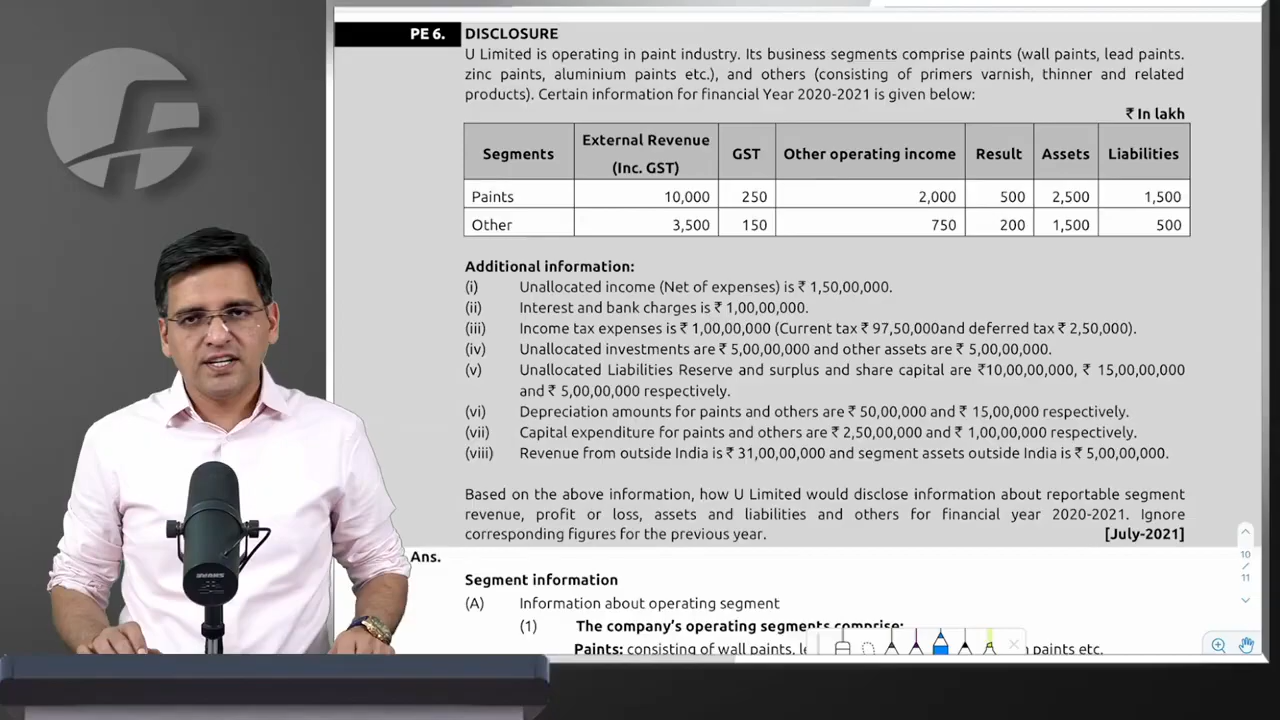 PE 6. DISCLOSURE
U Limited is operating in paint industry. Its business segments comprise paints (wall paints, lead paints.
zinc paints, aluminium paints etc.), and others (consisting of primers varnish, thinner and related
products). Certain information for financial Year 2020-2021 is given below:
₹ In lakh
Segments External Revenue (Inc. GST) GST Other operating income Result Assets Liabilities
Paints 10,000 250 2,000 500 2,500 1,500
Other 3,500 150 750 200 1,500 500
Additional information:
(i) Unallocated income (Net of expenses) is ₹ 1,50,00,000.
(ii) Interest and bank charges is ₹ 1,00,00,000.
(iii) Income tax expenses is ₹ 1,00,00,000 (Current tax ₹ 97,50,000and deferred tax ₹ 2,50,000).
(iv) Unallocated investments are ₹ 5,00,00,000 and other assets are ₹ 5,00,00,000.
(v) Unallocated Liabilities Reserve and surplus and share capital are ₹10,00,00,000, ₹ 15,00,00,000
and ₹ 5,00,00,000 respectively.
(vi) Depreciation amounts for paints and others are ₹ 50,00,000 and ₹ 15,00,000 respectively.
(vii) Capital expenditure for paints and others are ₹ 2,50,00,000 and ₹ 1,00,00,000 respectively.
(viii) Revenue from outside India is ₹ 31,00,00,000 and segment assets outside India is ₹ 5,00,00,000.
Based on the above information, how U Limited would disclose information about reportable segment
revenue, profit or loss, assets and liabilities and others for financial year 2020-2021. Ignore
corresponding figures for the previous year. [July-2021]
Ans.
Segment information
(A) Information about operating segment
(1) The company's operating segments comprise:
Paints: consisting of wall paints, paints etc.
10
/
11
SHURE